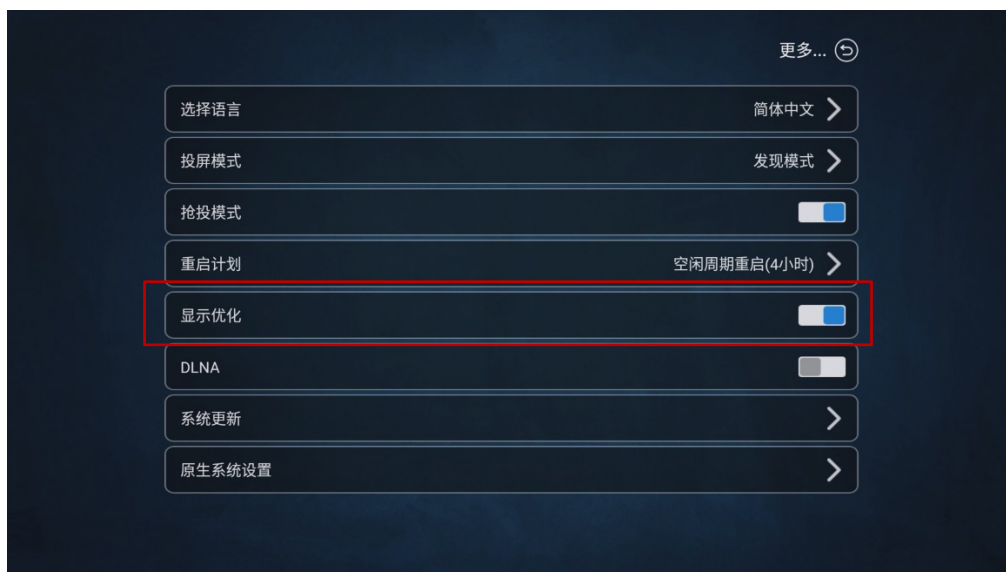 更多...
选择语言 简体中文
投屏模式 发现模式
抢投模式
重启计划 空闲周期重启(4小时)
显示优化
DLNA
系统更新
原生系统设置